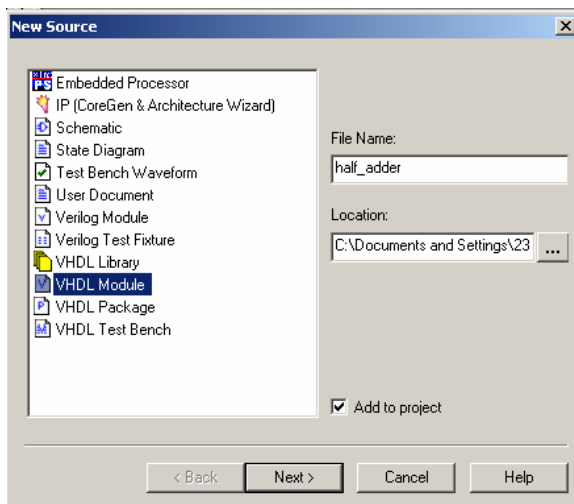 New Source
Embedded Processor
IP (CoreGen & Architecture Wizard)
Schematic
State Diagram
Test Bench Waveform
User Document
Verilog Module
Verilog Test Fixture
VHDL Library
VHDL Module
VHDL Package
VHDL Test Bench
File Name:
half_adder
Location:
C:\Documents and Settings\23
...
Add to project
< Back
Next >
Cancel
Help